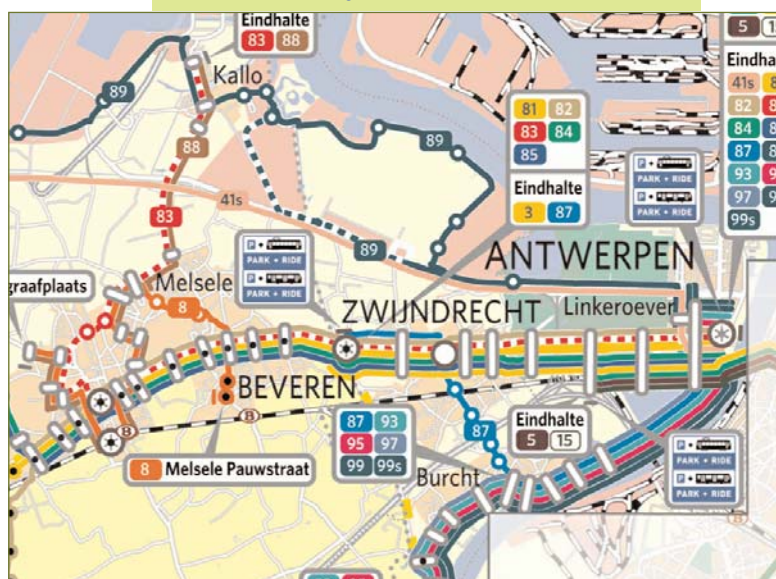 Eindhalte
83 88
Kallo
89
88
89
83
41s
89
Melsele
8
graafplaats
P + 
PARK + RIDE
P + 
PARK + RIDE
81 82
83 84
85
Eindhalte
3 87
P + 
PARK + RIDE
P + 
PARK + RIDE
5
Eindha
41s
82
84
87
93
97
99s
ANTWERPEN
ZWIJNDRECHT
Linkeroever
BEVEREN
B
B
8 Melsele Pauwstraat
87 93
95 97
99 99s
87
Burcht
Eindhalte
5 15
P + 
PARK + RIDE
P + 
PARK + RIDE